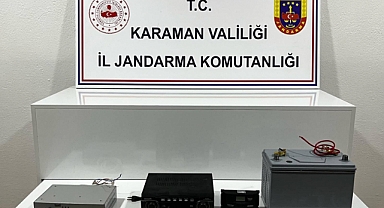 T.C.
KARAMAN VALİLİĞİ
İL JANDARMA KOMUTANLIĞI